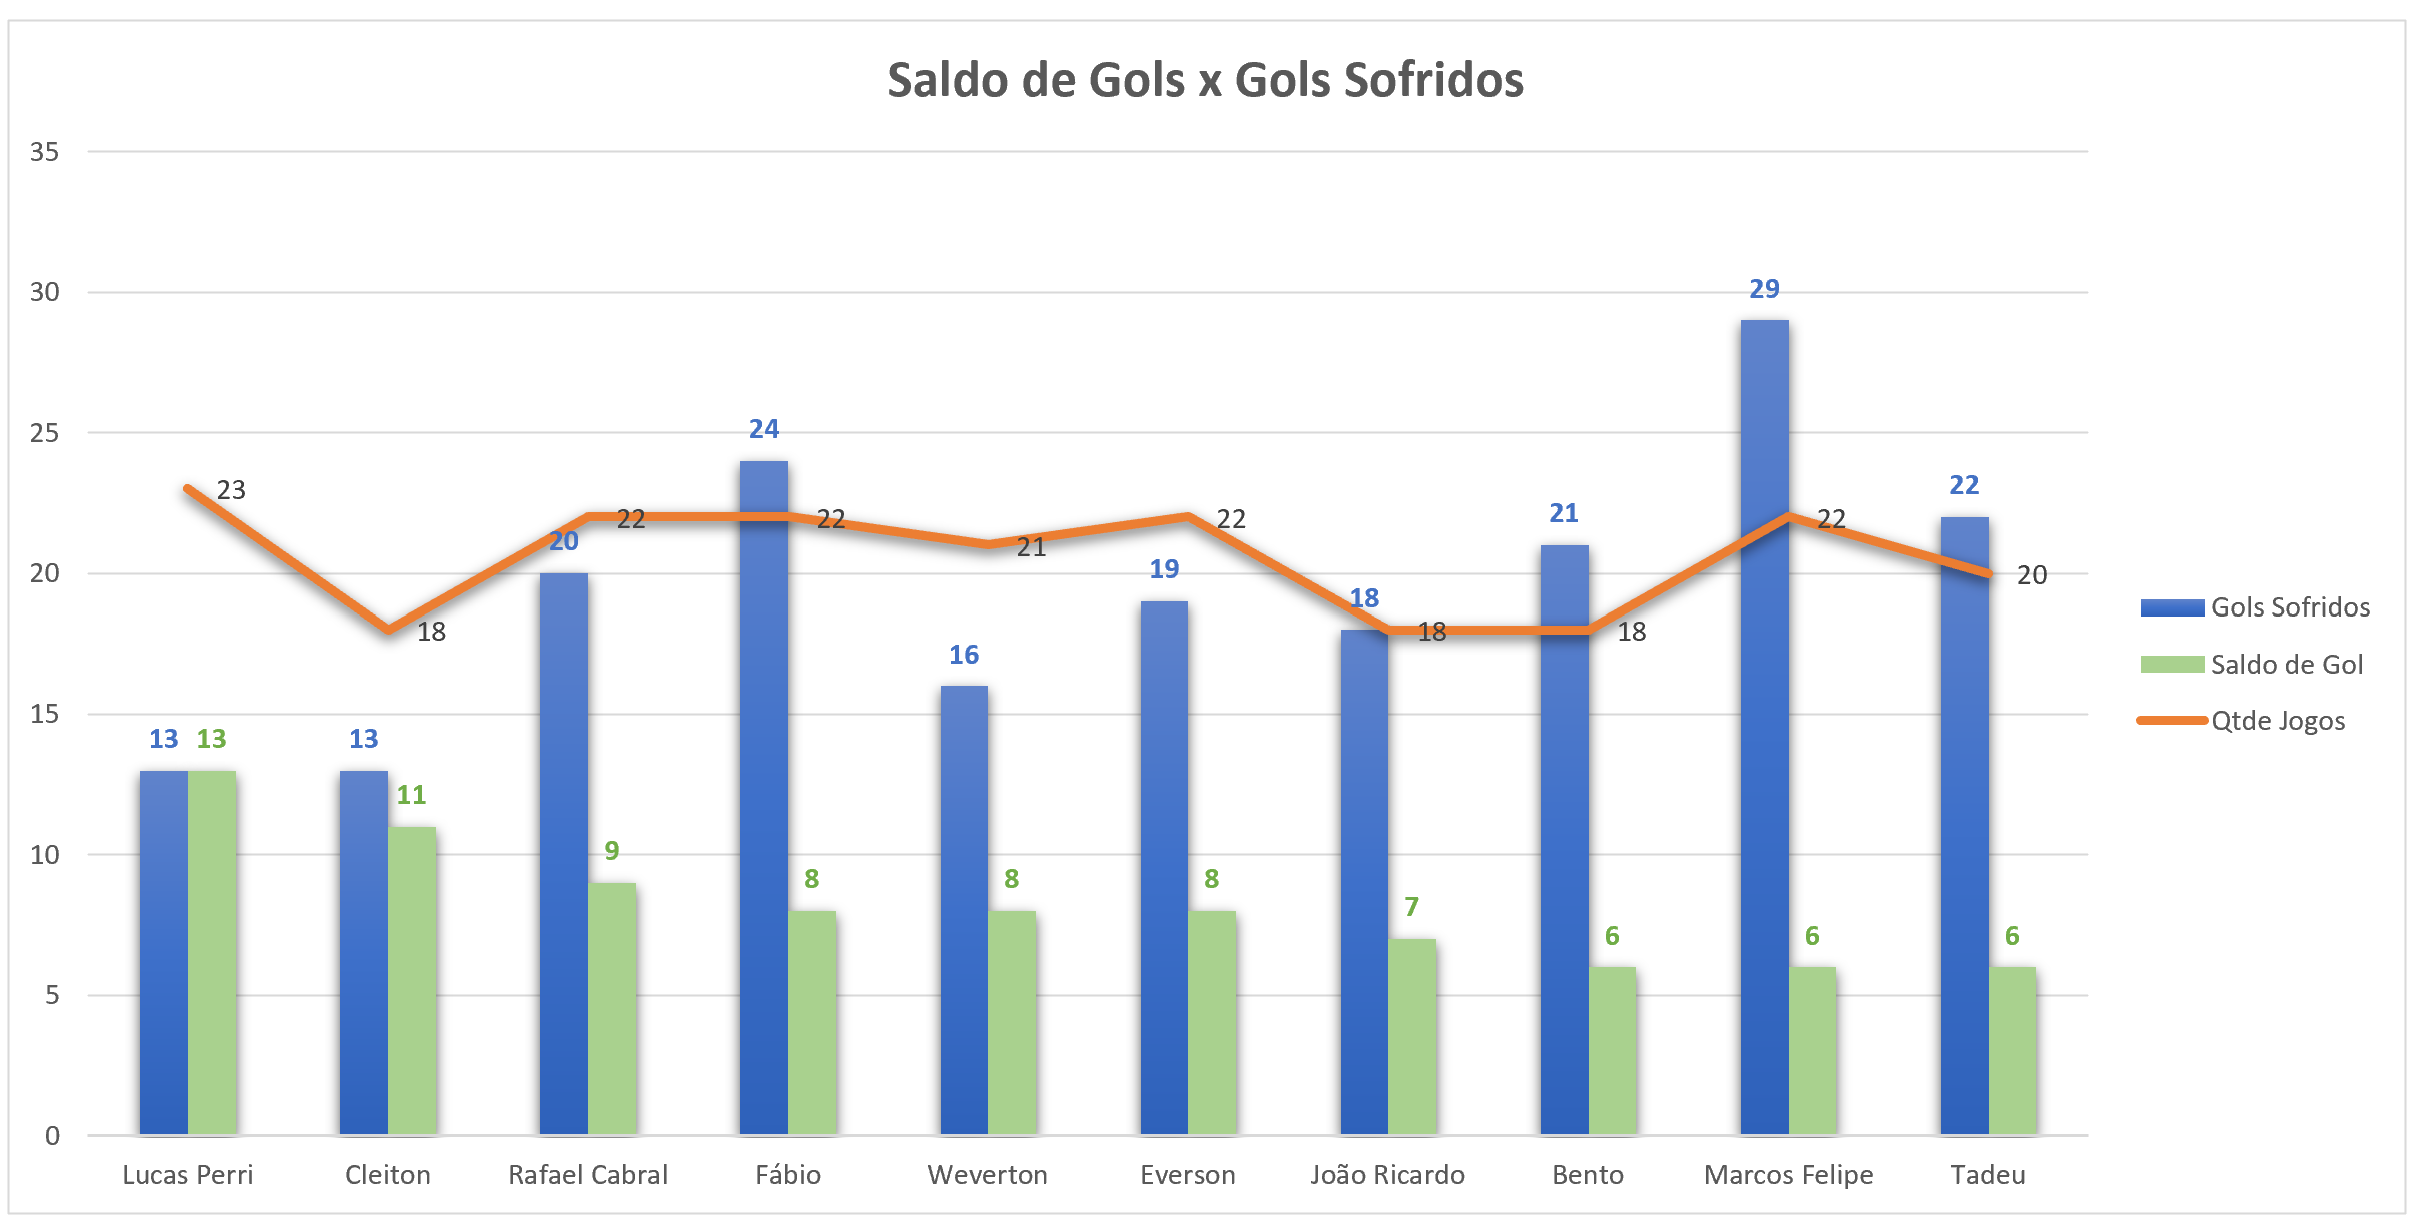 Saldo de Gols x Gols Sofridos
35
30
25
20
15
10
5
0
13 13 13 11 20 9 24 8 16 8 19 8 18 7 21 6 29 6 22 6
23 18 22 22 21 22 18 18 22 20
Lucas Perri Cleiton Rafael Cabral Fábio Weverton Everson João Ricardo Bento Marcos Felipe Tadeu
Gols Sofridos
Saldo de Gol
Qtde Jogos